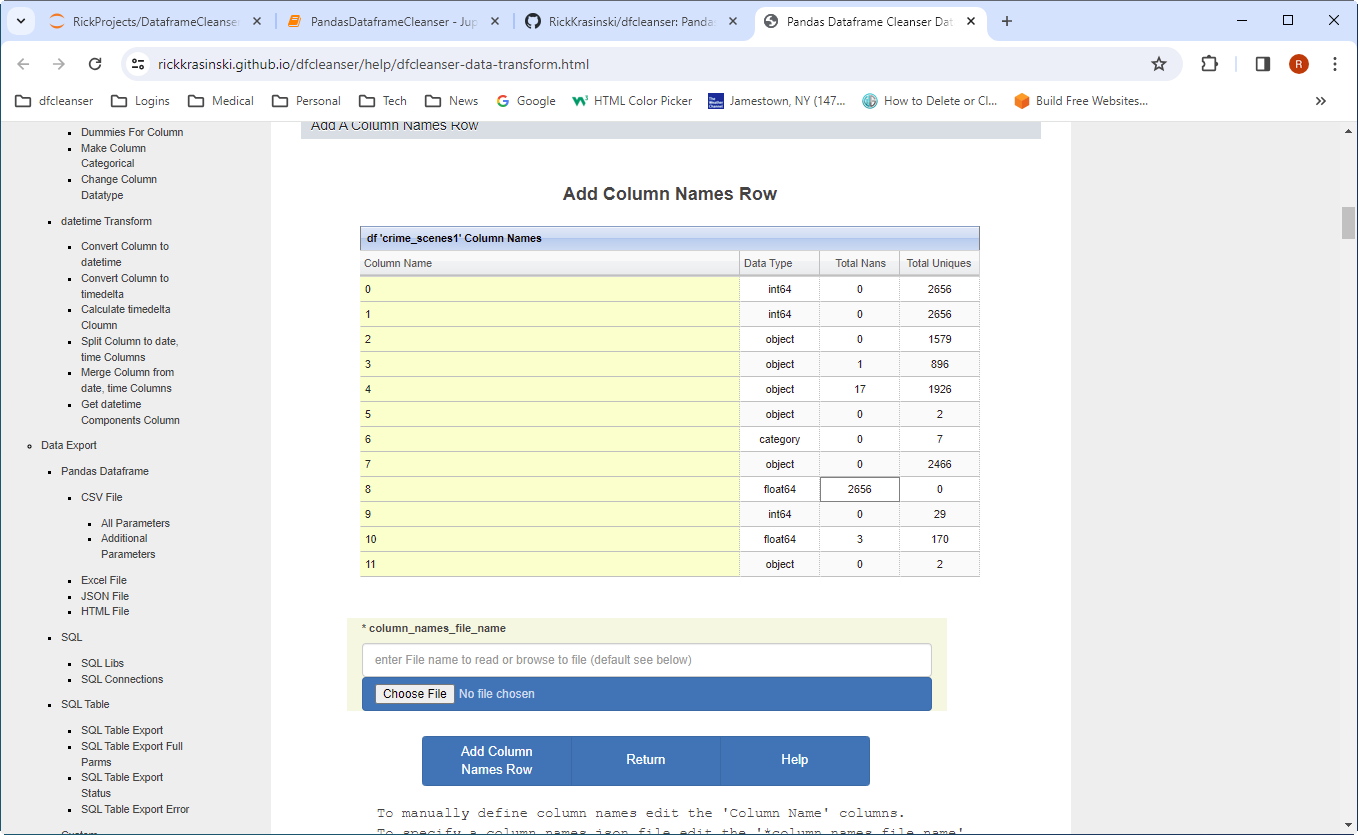 RickProjects/DataframeCleanser
PandasDataframeCleanser - Jup
RickKrasinski/dfcleanser: Panda
Pandas Dataframe Cleanser Dat
rickkrasinski.github.io/dfcleanser/help/dfcleanser-data-transform.html
R
dfcleanser
Logins
Medical
Personal
Tech
News
Google
HTML Color Picker
Jamestown, NY (147...
How to Delete or Cl...
Build Free Websites...
Dummies For Column
Make Column
Categorical
Change Column
Datatype
datetime Transform
Convert Column to
datetime
Convert Column to
timedelta
Calculate timedelta
Cloumn
Split Column to date,
time Columns
Merge Column from
date, time Columns
Get datetime
Components Column
Data Export
Pandas Dataframe
CSV File
All Parameters
Additional
Parameters
Excel File
JSON File
HTML File
SQL
SQL Libs
SQL Connections
SQL Table
SQL Table Export
SQL Table Export Full
Parms
SQL Table Export
Status
SQL Table Export Error
Custom
Add A Column Names Row
Add Column Names Row
df 'crime_scenes1' Column Names
Column Name Data Type Total Nans Total Uniques
0 int64 0 2656
1 int64 0 2656
2 object 0 1579
3 object 1 896
4 object 17 1926
5 object 0 2
6 category 0 7
7 object 0 2466
8 float64 2656 0
9 int64 0 29
10 float64 3 170
11 object 0 2
* column_names_file_name
enter File name to read or browse to file (default see below)
Choose File No file chosen
Add Column
Names Row
Return
Help
To manually define column names edit the 'Column Name' columns.
To specify a column names json file edit the '*column_names_file_name'